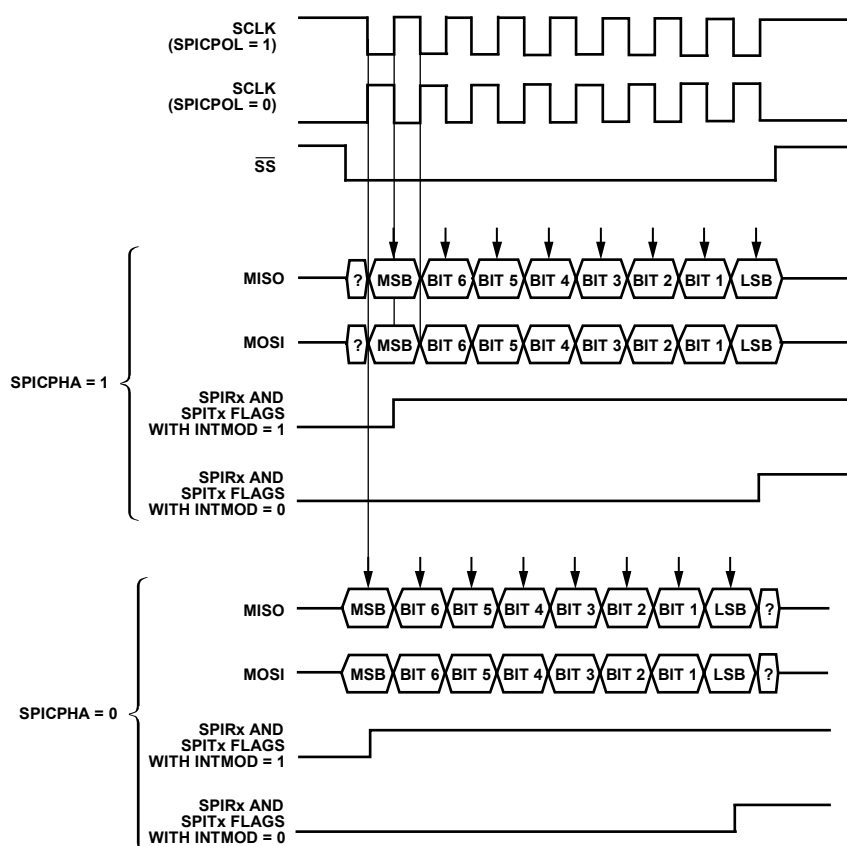 SCLK
(SPICPOL = 1)
SCLK
(SPICPOL = 0)
SS
MISO ? MSB BIT 6 BIT 5 BIT 4 BIT 3 BIT 2 BIT 1 LSB
MOSI ? MSB BIT 6 BIT 5 BIT 4 BIT 3 BIT 2 BIT 1 LSB
SPICPHA = 1
SPIRx AND
SPITx FLAGS
WITH INTMOD = 1
SPIRx AND
SPITx FLAGS
WITH INTMOD = 0
MISO MSB BIT 6 BIT 5 BIT 4 BIT 3 BIT 2 BIT 1 LSB ?
MOSI MSB BIT 6 BIT 5 BIT 4 BIT 3 BIT 2 BIT 1 LSB ?
SPICPHA = 0
SPIRx AND
SPITx FLAGS
WITH INTMOD = 1
SPIRx AND
SPITx FLAGS
WITH INTMOD = 0